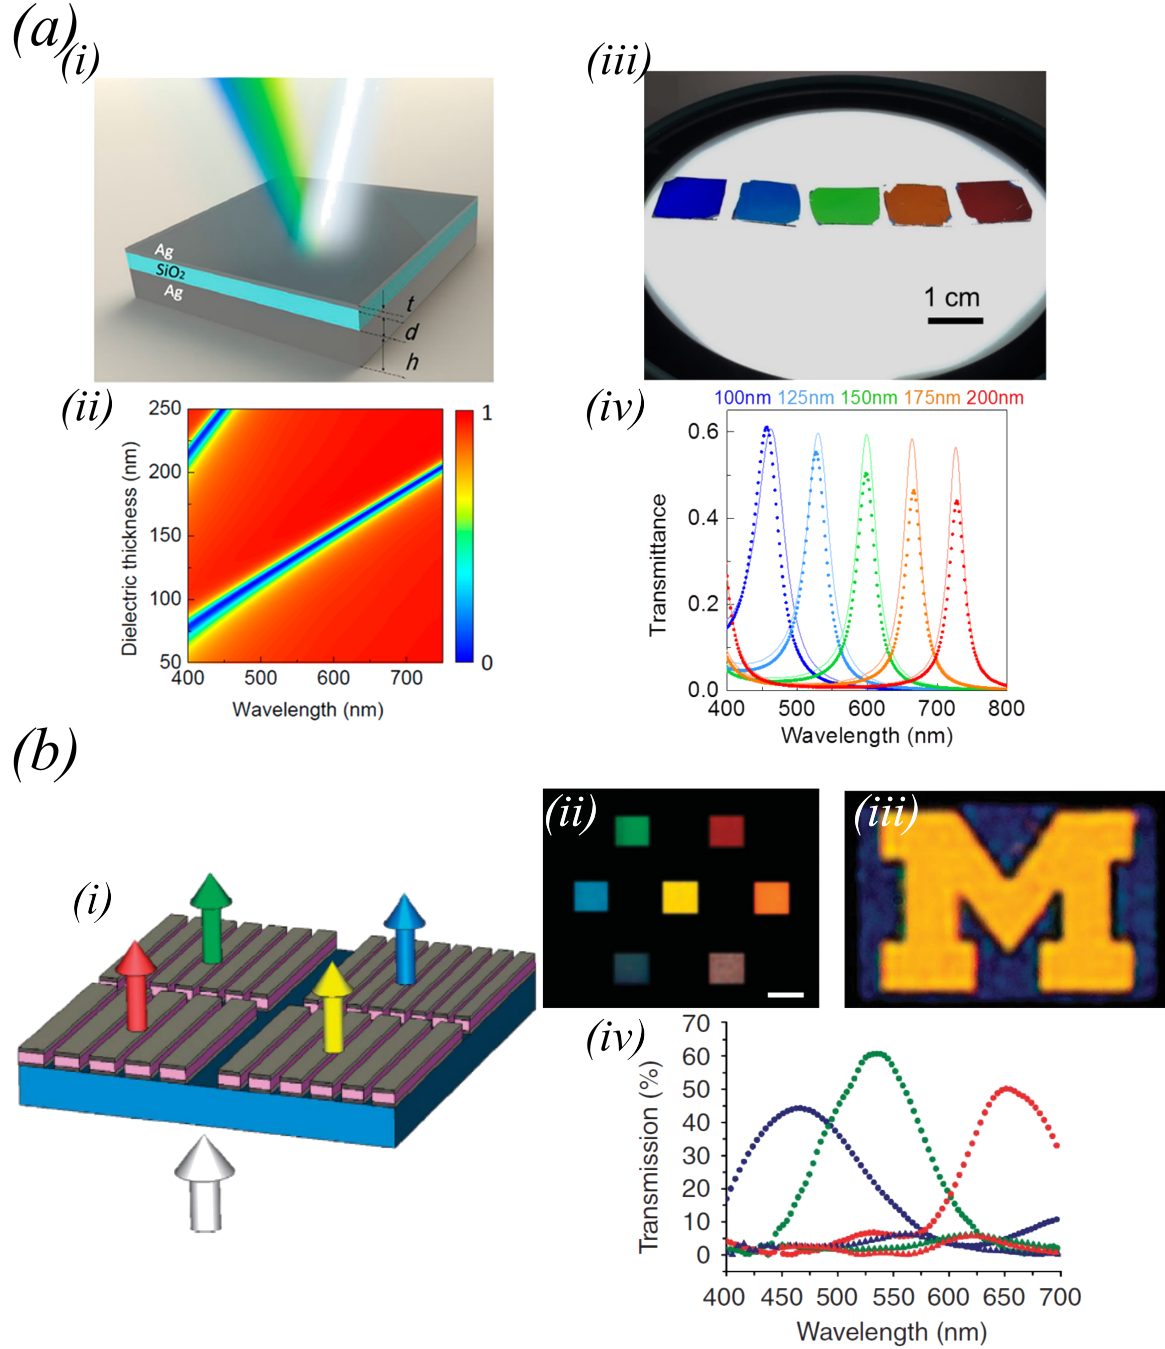 (a)
(i)
Ag
SiO2
Ag
t
d
h
(iii)
1 cm
(ii)
Dielectric thickness (nm)
250
200
150
100
50
400 500 600 700
Wavelength (nm)
1
0
(iv)
100nm 125nm 150nm 175nm 200nm
Transmittance
0.6
0.4
0.2
0.0
400 500 600 700 800
Wavelength (nm)
(b)
(i)
(ii)
(iii)
(iv)
Transmission (%)
70
60
50
40
30
20
10
0
400 450 500 550 600 650 700
Wavelength (nm)